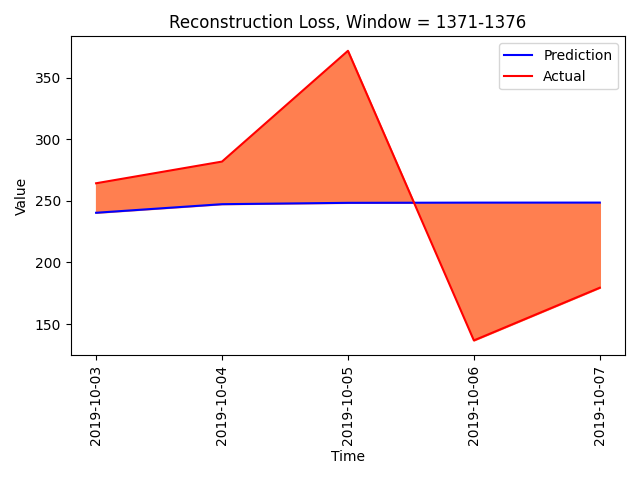 Reconstruction Loss, Window = 1371-1376
Prediction
Actual
Value
350
300
250
200
150
2019-10-03
2019-10-04
2019-10-05
2019-10-06
2019-10-07
Time